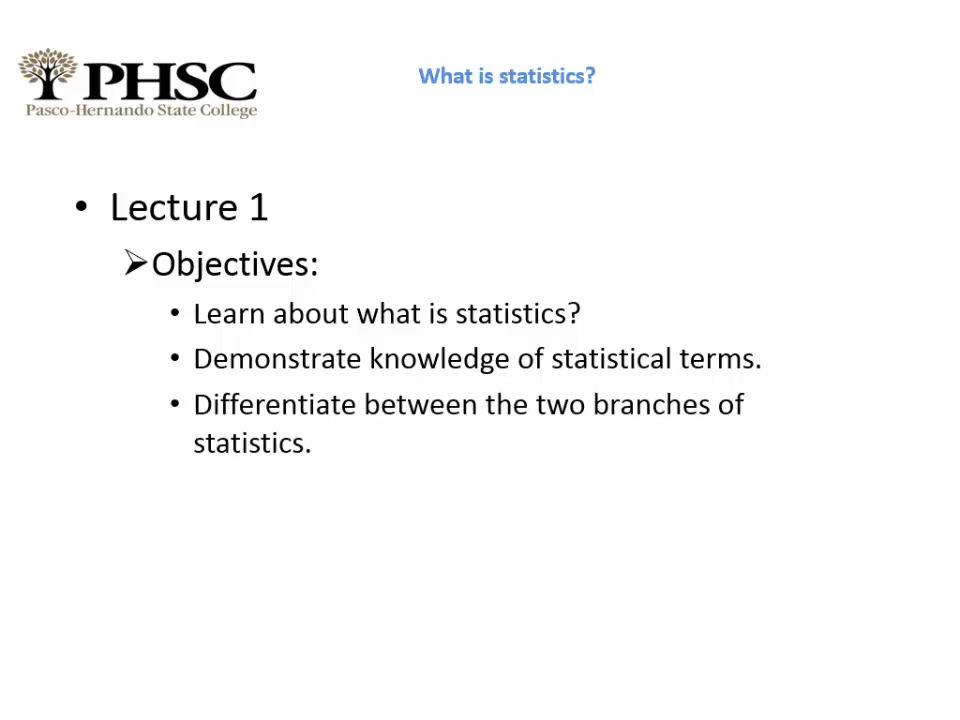 PHSC
Pasco-Hernando State College
What is statistics?
• Lecture 1
➢Objectives:
• Learn about what is statistics?
• Demonstrate knowledge of statistical terms.
• Differentiate between the two branches of
statistics.